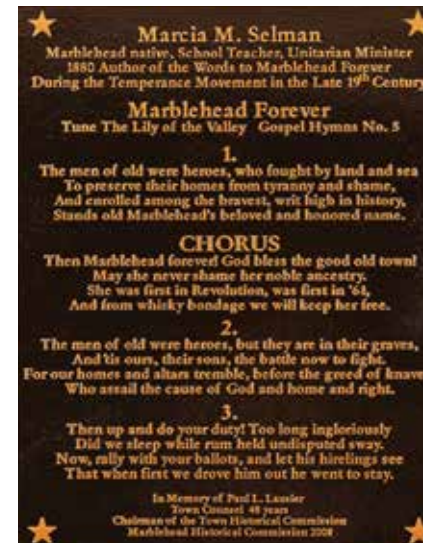 Marcia M. Selman
Marblehead native, School Teacher, Unitarian Minister
1880 Author of the Words to Marblehead Forever
During the Temperance Movement in the Late 19th Century
Marblehead Forever
Tune The Lily of the Valley Gospel Hymns No. 5
1.
The men of old were heroes, who fought by land and sea
To preserve their homes from tyranny and shame,
And enrolled among the bravest, writ high in history,
Stands old Marblehead's beloved and honored name.
CHORUS
Then Marblehead forever! God bless the good old town!
May she never shame her noble ancestry.
She was first in Revolution, was first in '61,
And from whisky bondage we will keep her free.
2.
The men of old were heroes, but they are in their graves,
And 'tis ours, their sons, the battle now to fight.
For our homes and altars tremble, before the greed of knave
Who assail the cause of God and home and right.
3.
Then up and do your duty! Too long ingloriously
Did we sleep while rum held undisputed sway.
Now, rally with your ballots, and let his hirelings see
That when first we drove him out he went to stay.
In Memory of Paul L. Lausier
Town Counsel 48 years
Chairman of the Town Historical Commission
Marblehead Historical Commission 2008